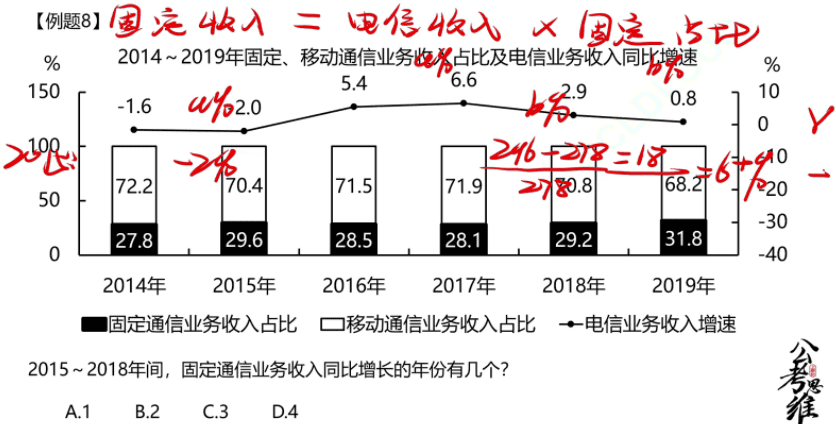 【例题8】 固定收入 = 电信收入 × 固定占比
2014～2019年固定、移动通信业务收入占比及电信业务收入同比增速
% %
150 100 50 0
10 0 -10 -20 -30 -40
-1.6 -2.0 5.4 6.6 2.9 0.8
a% a% b% b%
-2%
296-278=18
278
=6+%
72.2 70.4 71.5 71.9 70.8 68.2
27.8 29.6 28.5 28.1 29.2 31.8
2014年 2015年 2016年 2017年 2018年 2019年
固定通信业务收入占比 移动通信业务收入占比 电信业务收入增速
2015～2018年间，固定通信业务收入同比增长的年份有几个？
A.1 B.2 C.3 D.4
公考思维